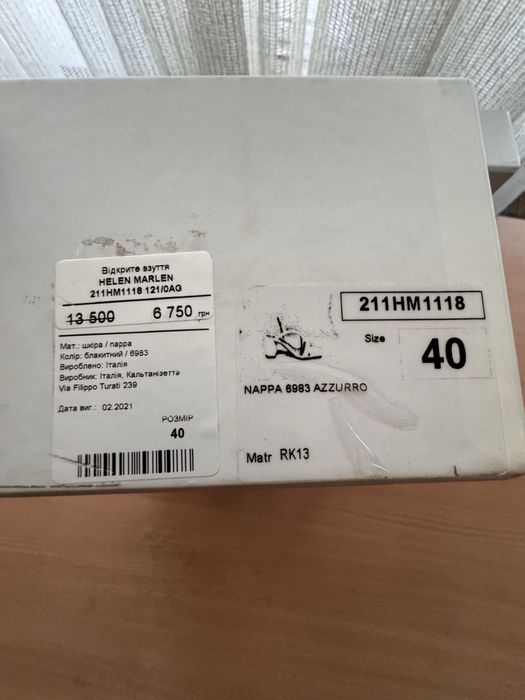 Відкрите взуття
HELEN MARLEN
211HM1118 121/0AG
13 500 6 750 грн
Мат.: шкіра / nappa
Колір: блакитний / 6983
Вироблено: Італія
Виробник: Італія, Кальтанізетта
Via Filippo Turati 239
Дата виг.: 02.2021
РОЗМІР
40
211HM1118
Size 40
NAPPA 6983 AZZURRO
Matr RK13